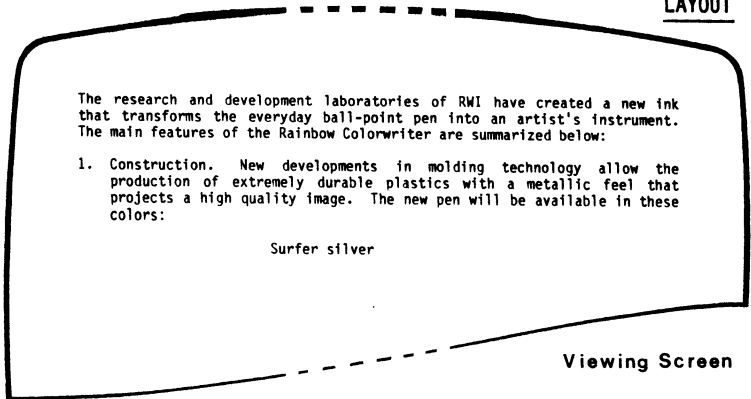 LAYOUT
The research and development laboratories of RWI have created a new ink
that transforms the everyday ball-point pen into an artist's instrument.
The main features of the Rainbow Colorwriter are summarized below:
1. Construction. New developments in molding technology allow the
production of extremely durable plastics with a metallic feel that
projects a high quality image. The new pen will be available in these
colors:
Surfer silver
Viewing Screen